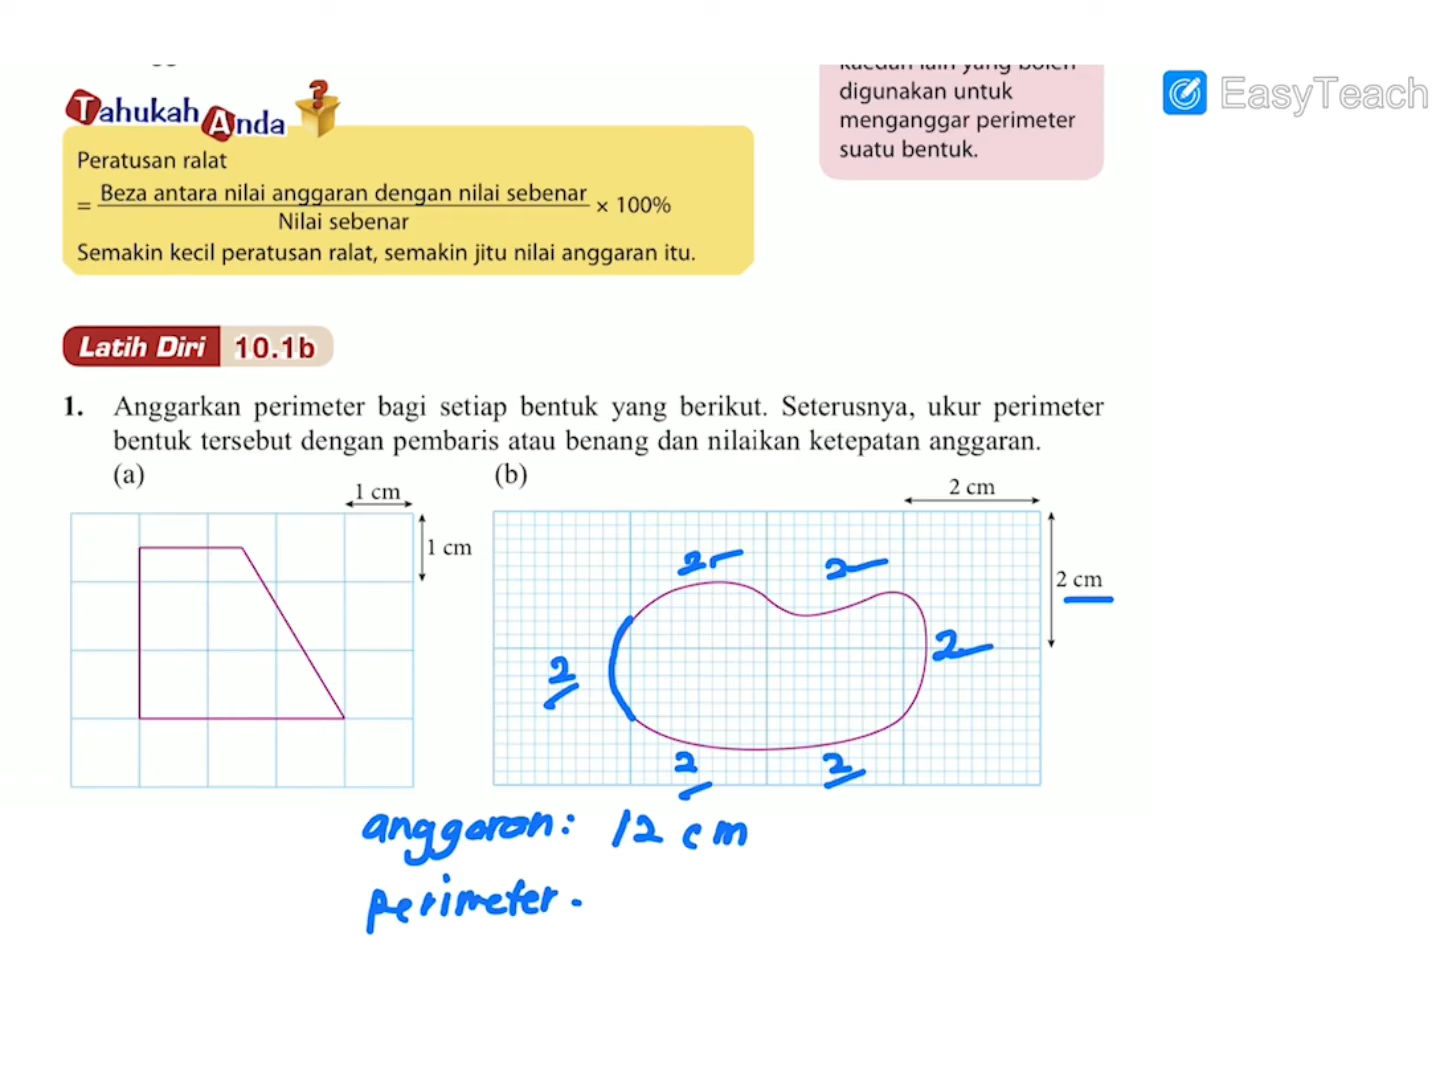 digunakan untuk
menganggar perimeter
suatu bentuk.
EasyTeach
Tahukah Anda
?
Peratusan ralat
= Beza antara nilai anggaran dengan nilai sebenar × 100%
Nilai sebenar
Semakin kecil peratusan ralat, semakin jitu nilai anggaran itu.
Latih Diri 10.1b
1. Anggarkan perimeter bagi setiap bentuk yang berikut. Seterusnya, ukur perimeter
bentuk tersebut dengan pembaris atau benang dan nilaikan ketepatan anggaran.
(a)
1 cm
1 cm
(b)
2 cm
2 cm
2
2
2
2
2
2
anggaran: 12 cm
perimeter.